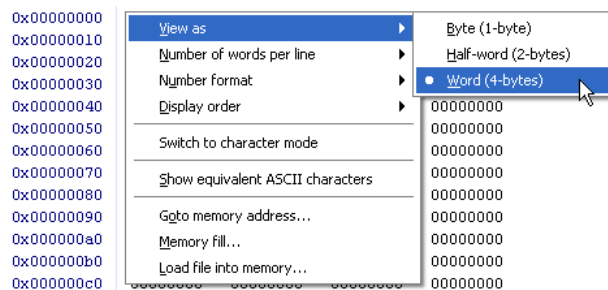 0x00000000 View as Byte (1-byte)
0x00000010 Number of words per line Half-word (2-bytes)
0x00000020
0x00000030 Number format Word (4-bytes)
0x00000040 Display order 00000000
0x00000050 00000000
0x00000060 Switch to character mode 00000000
0x00000070 Show equivalent ASCII characters 00000000
0x00000080 00000000
0x00000090 Goto memory address... 00000000
0x000000a0 Memory fill... 00000000
0x000000b0 Load file into memory... 00000000
0x000000c0 00000000 00000000 00000000 00000000